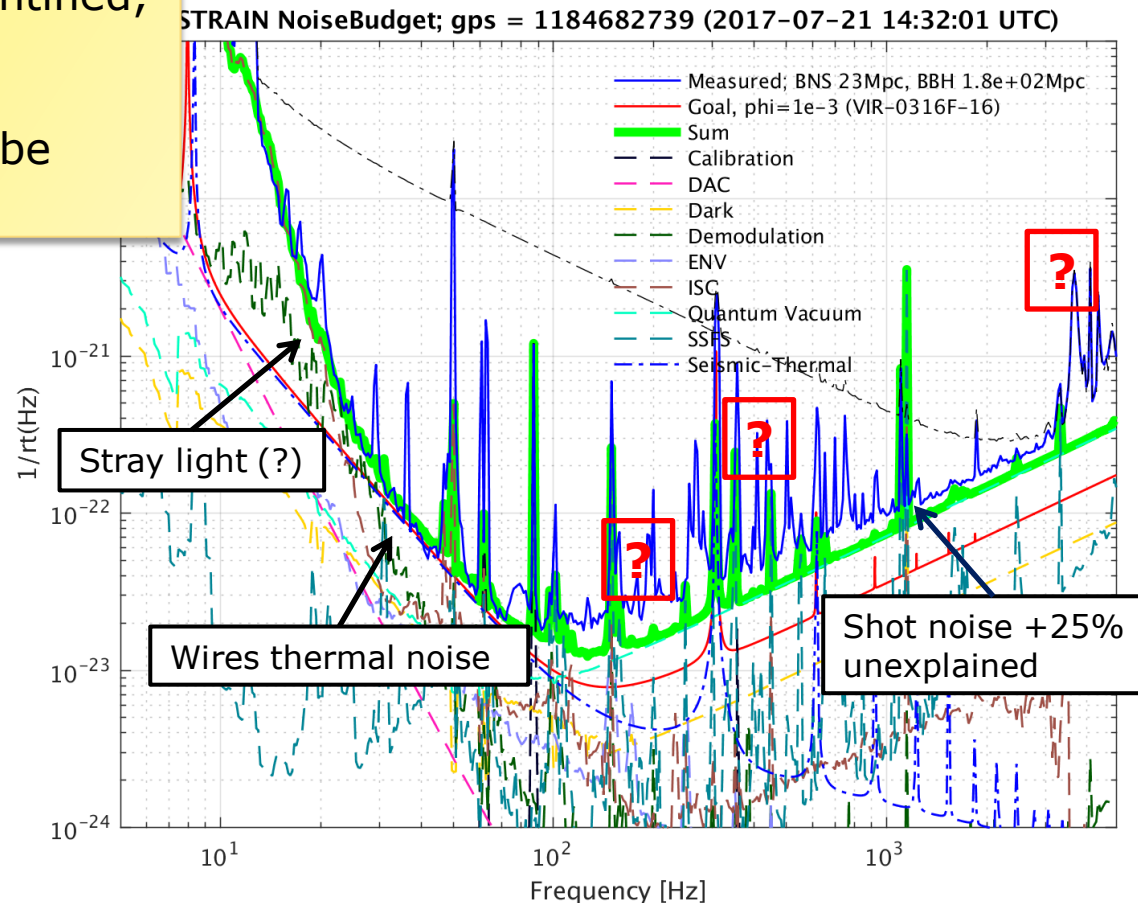 STRAIN NoiseBudget; gps = 1184682739 (2017-07-21 14:32:01 UTC)
be
Measured; BNS 23Mpc, BBH 1.8e+02Mpc
Goal, phi=1e-3 (VIR-0316F-16)
Sum
Calibration
DAC
Dark
Demodulation
ENV
ISC
Quantum Vacuum
SSFS
Seismic-Thermal
?
?
?
Stray light (?)
Wires thermal noise
Shot noise +25%
unexplained
1/rt(Hz)
10^-21
10^-22
10^-23
10^-24
10^1
10^2
10^3
Frequency [Hz]